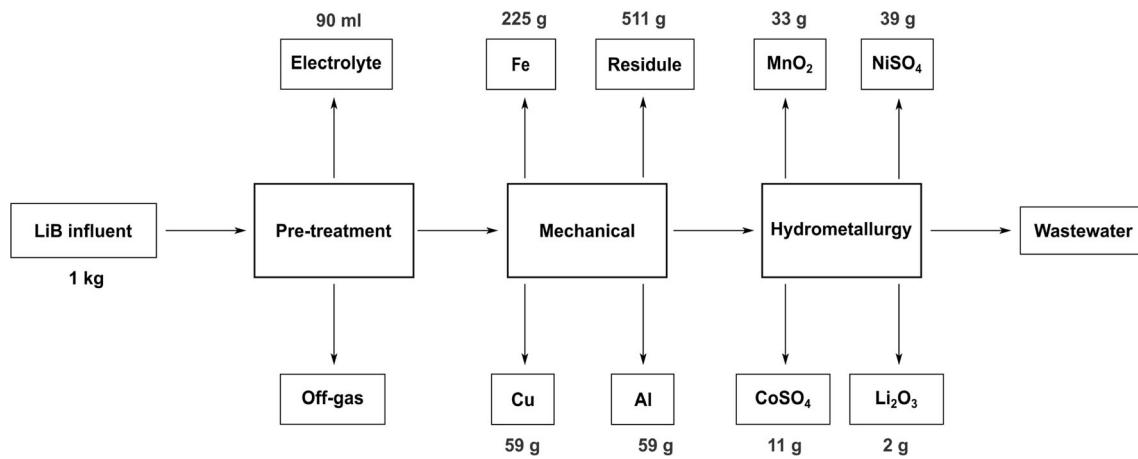 90 ml 225 g 511 g 33 g 39 g
Electrolyte Fe Residule MnO₂ NiSO₄
LiB influent Pre-treatment Mechanical Hydrometallurgy Wastewater
1 kg
Off-gas Cu Al CoSO₄ Li₂O₃
59 g 59 g 11 g 2 g